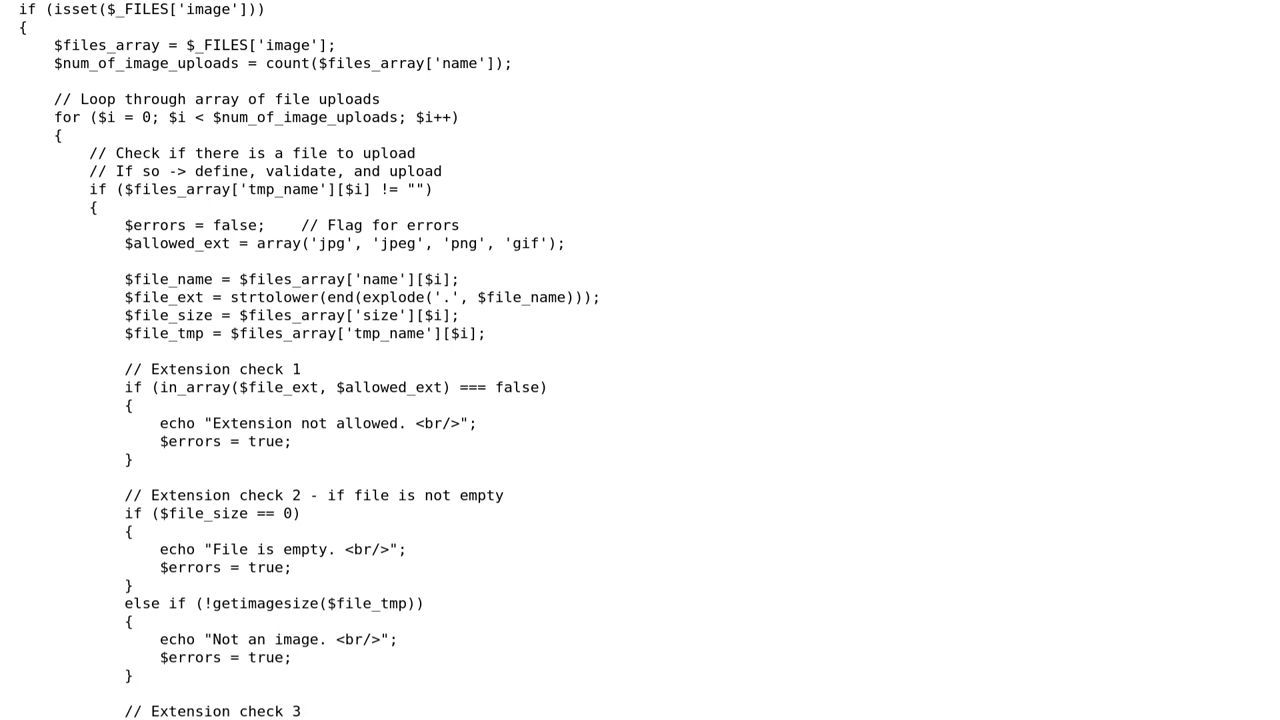 if (isset($_FILES['image']))
{
    $files_array = $_FILES['image'];
    $num_of_image_uploads = count($files_array['name']);

    // Loop through array of file uploads
    for ($i = 0; $i < $num_of_image_uploads; $i++)
    {
        // Check if there is a file to upload
        // If so -> define, validate, and upload
        if ($files_array['tmp_name'][$i] != "")
        {
            $errors = false;    // Flag for errors
            $allowed_ext = array('jpg', 'jpeg', 'png', 'gif');

            $file_name = $files_array['name'][$i];
            $file_ext = strtolower(end(explode('.', $file_name)));
            $file_size = $files_array['size'][$i];
            $file_tmp = $files_array['tmp_name'][$i];

            // Extension check 1
            if (in_array($file_ext, $allowed_ext) === false)
            {
                echo "Extension not allowed. <br/>";
                $errors = true;
            }

            // Extension check 2 - if file is not empty
            if ($file_size == 0)
            {
                echo "File is empty. <br/>";
                $errors = true;
            }
            else if (!getimagesize($file_tmp))
            {
                echo "Not an image. <br/>";
                $errors = true;
            }

            // Extension check 3